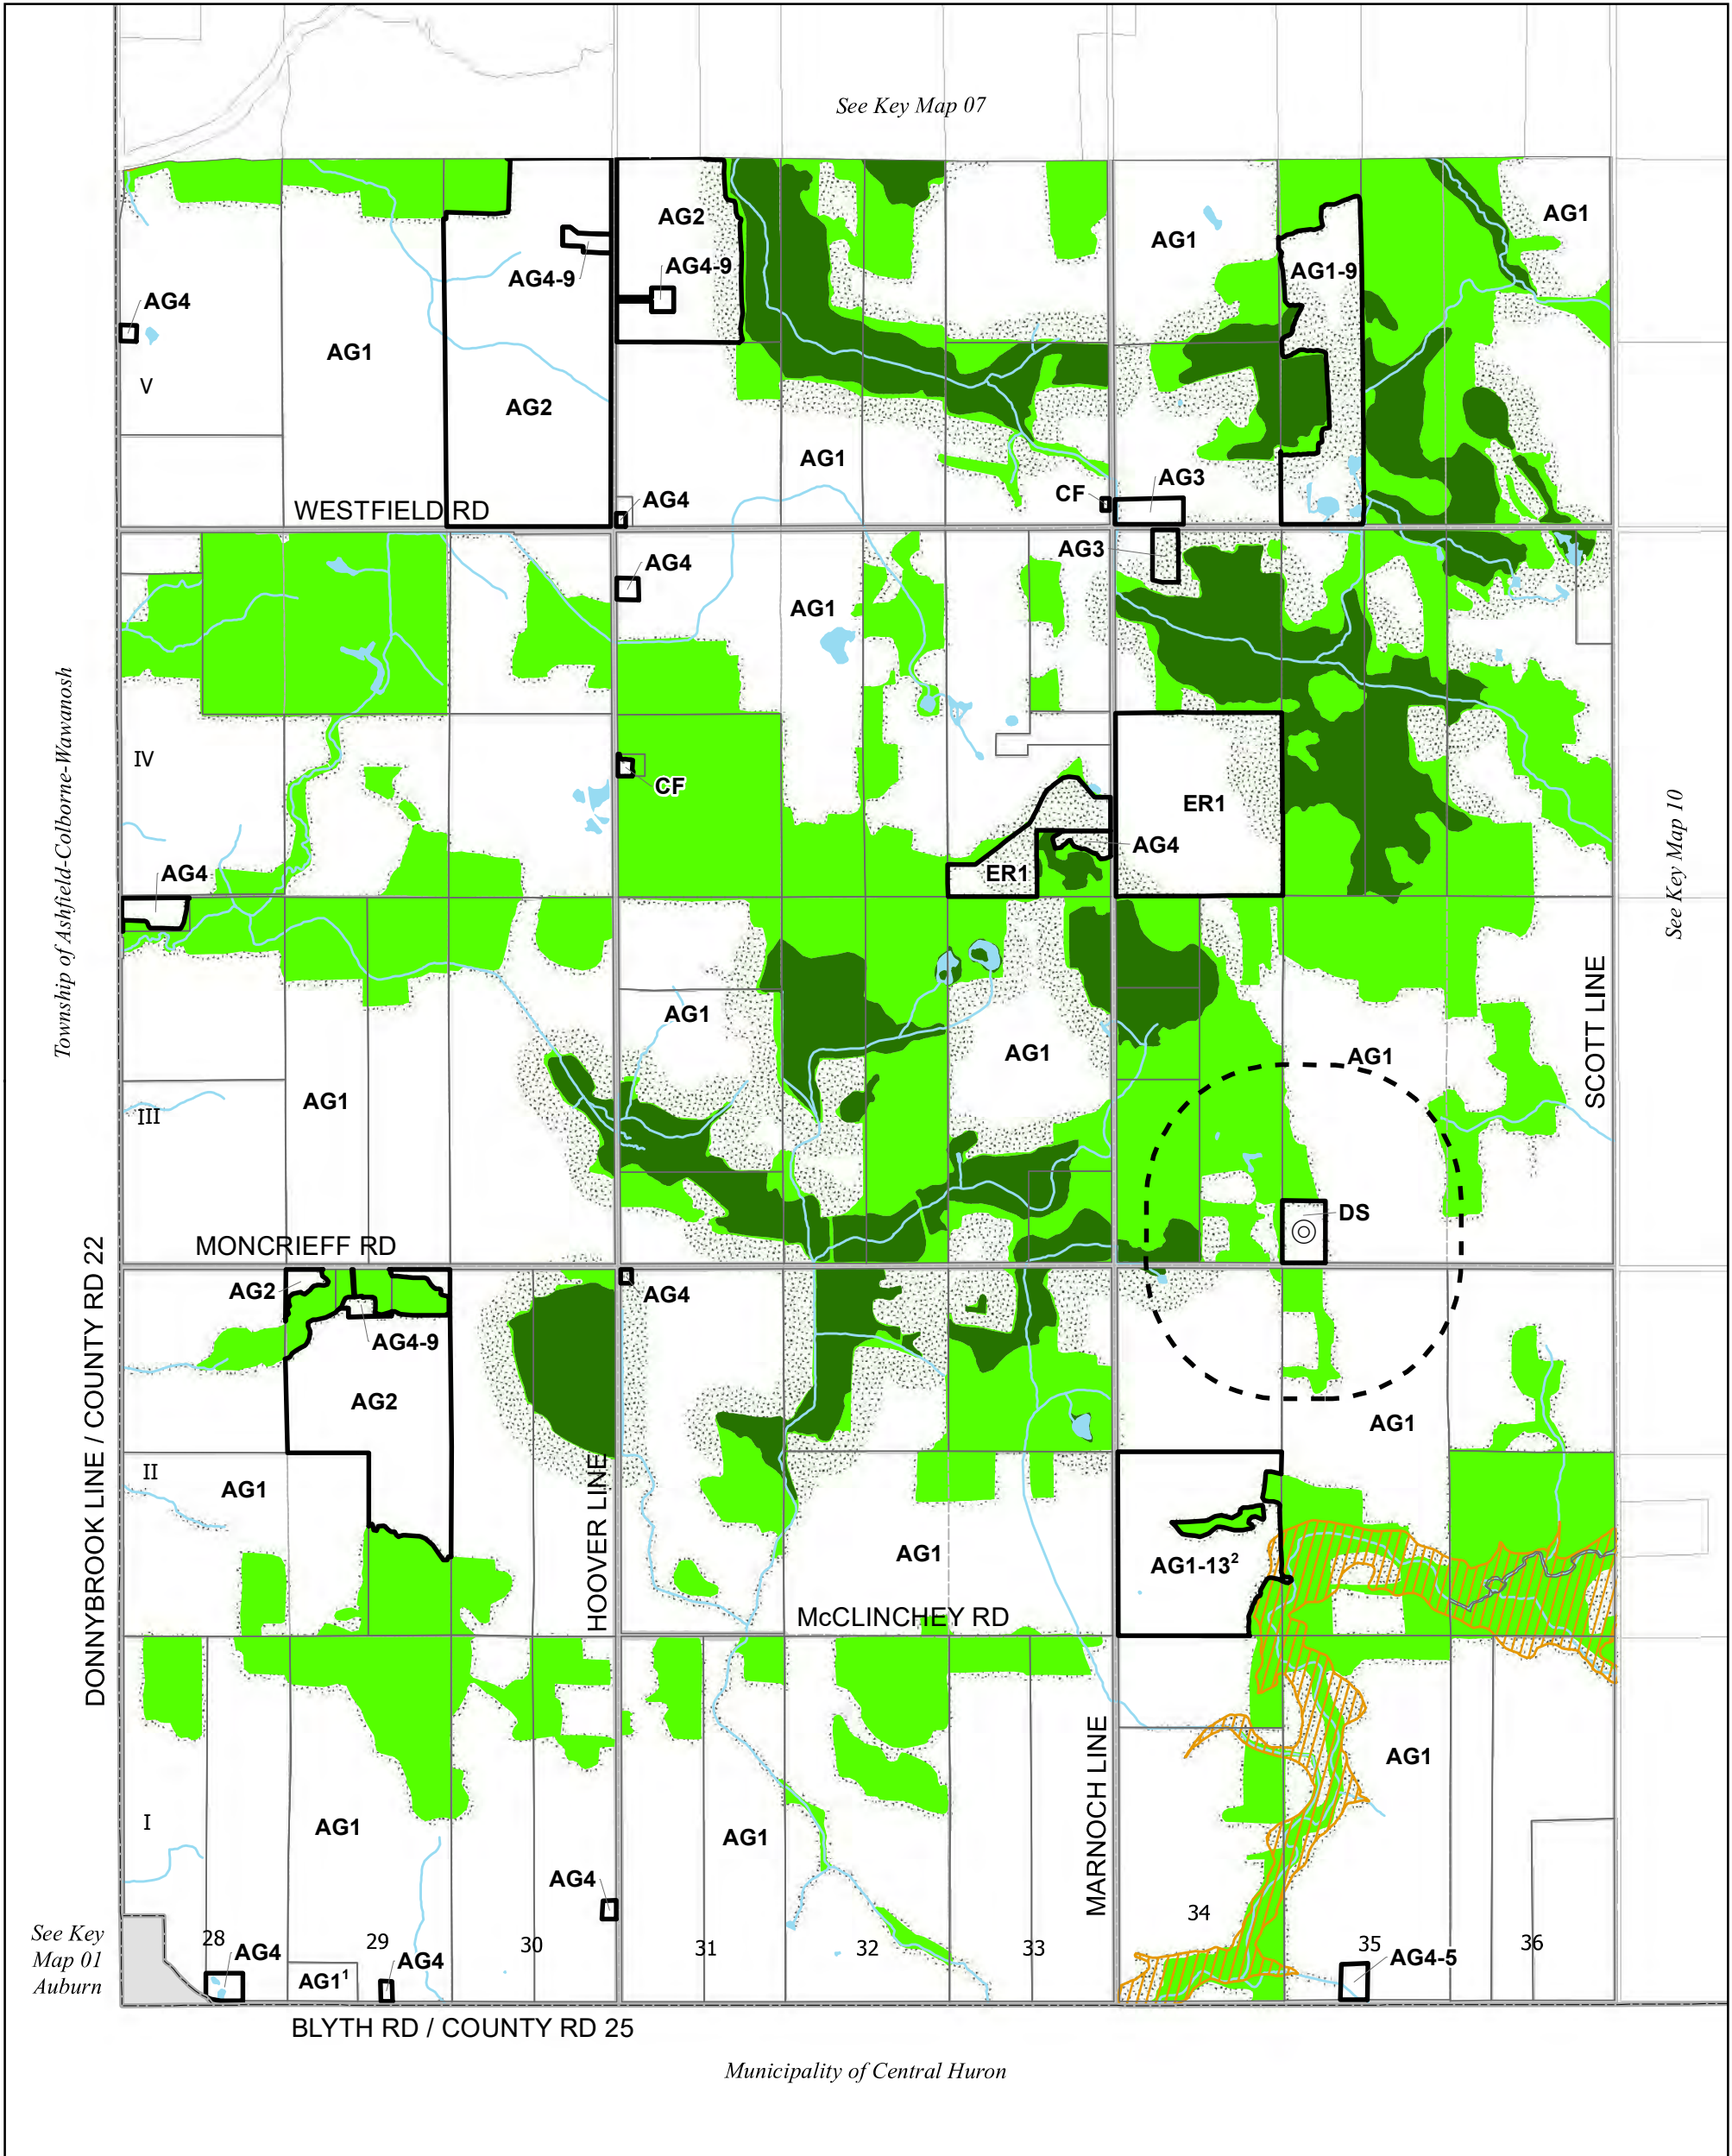 See Key Map 07
AG2
AG1
AG1
AG4-9
AG4-9
AG1-9
AG4
AG1
V
AG2
AG1
AG3
CF
WESTFIELD RD
AG4
AG3
AG4
AG1
Township of Ashfield-Colborne-Wawanosh
IV
CF
ER1
See Key Map 10
AG4
ER1
AG4
SCOTT LINE
AG1
AG1
AG1
AG1
III
DS
DONNYBROOK LINE / COUNTY RD 22
MONCRIEFF RD
AG2
AG4
AG4-9
AG2
AG1
II
AG1
HOOVER LINE
AG1
AG1-13²
McCLINCHEY RD
MARNOCH LINE
AG1
I
AG1
AG1
AG4
34
See Key
Map 01
Auburn
28
AG4
29
AG4
30
31
32
33
35
AG4-5
36
AG1¹
BLYTH RD / COUNTY RD 25
Municipality of Central Huron